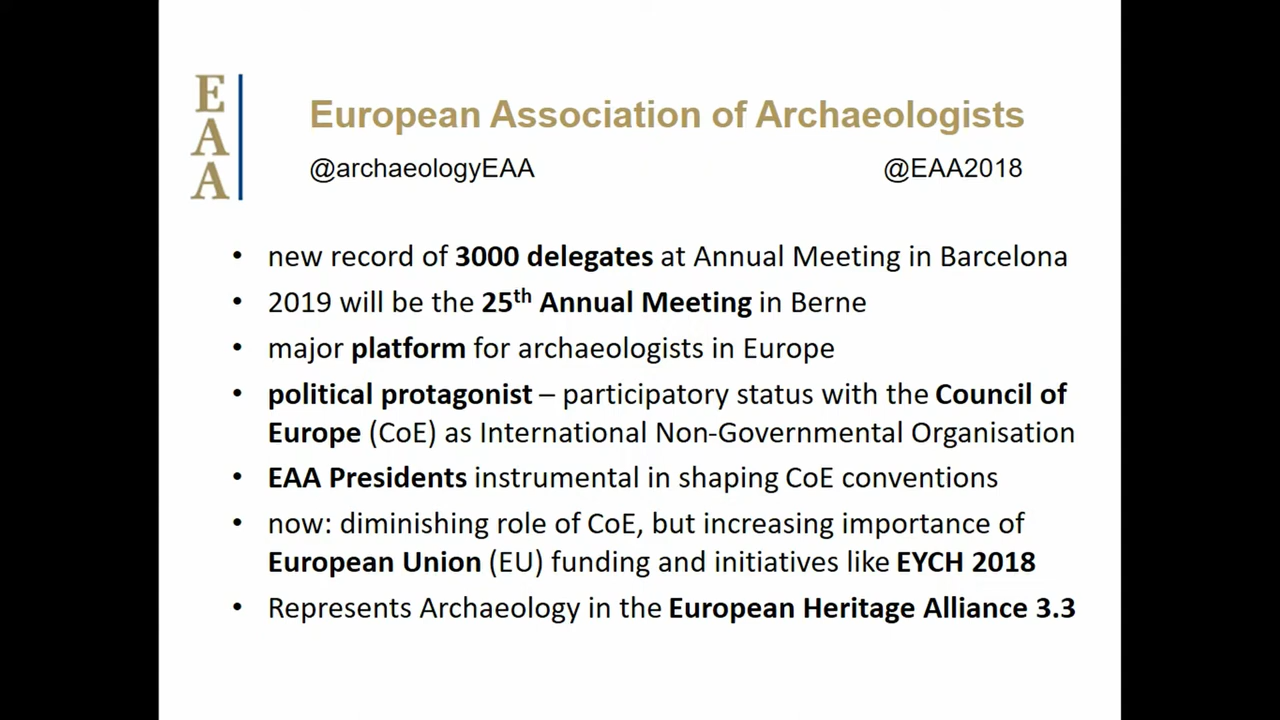 E
A
A
European Association of Archaeologists
@archaeologyEAA @EAA2018
• new record of 3000 delegates at Annual Meeting in Barcelona
• 2019 will be the 25th Annual Meeting in Berne
• major platform for archaeologists in Europe
• political protagonist – participatory status with the Council of
Europe (CoE) as International Non-Governmental Organisation
• EAA Presidents instrumental in shaping CoE conventions
• now: diminishing role of CoE, but increasing importance of
European Union (EU) funding and initiatives like EYCH 2018
• Represents Archaeology in the European Heritage Alliance 3.3